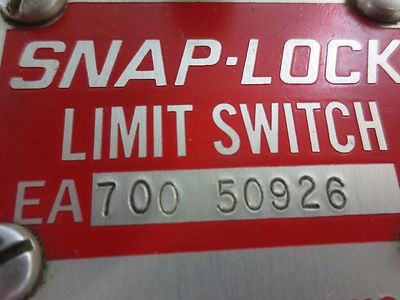 SNAP-LOCK
LIMIT SWITCH
EA 700 50926